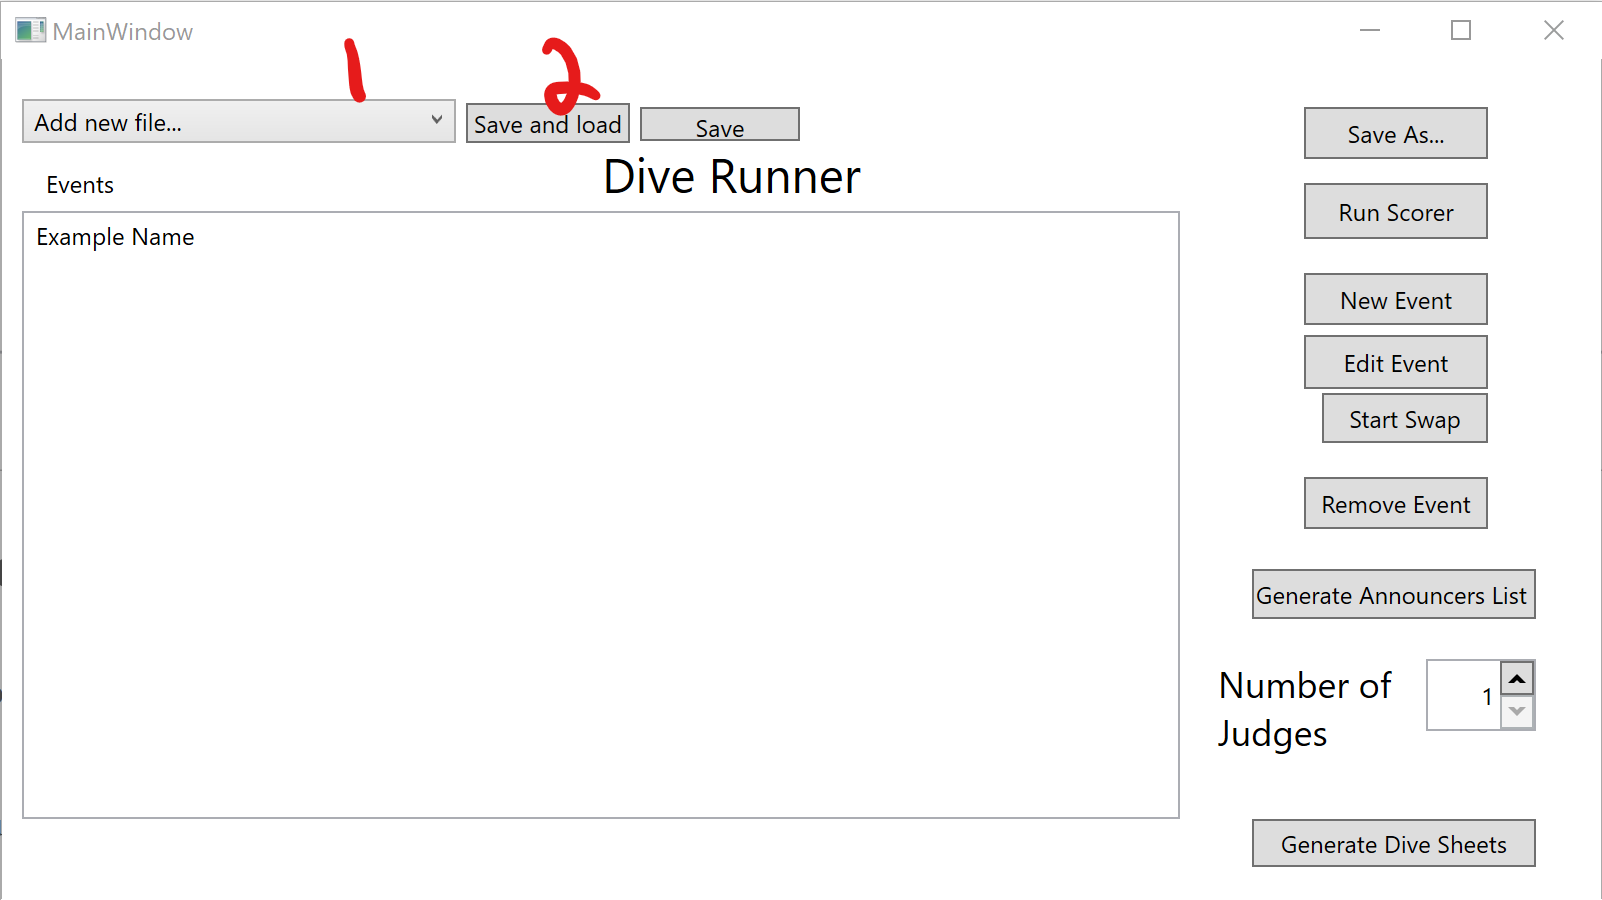 MainWindow
1 2
Add new file...
Save and load
Save
Save As...
Dive Runner
Events
Run Scorer
Example Name
New Event
Edit Event
Start Swap
Remove Event
Generate Announcers List
Number of
Judges
1
Generate Dive Sheets